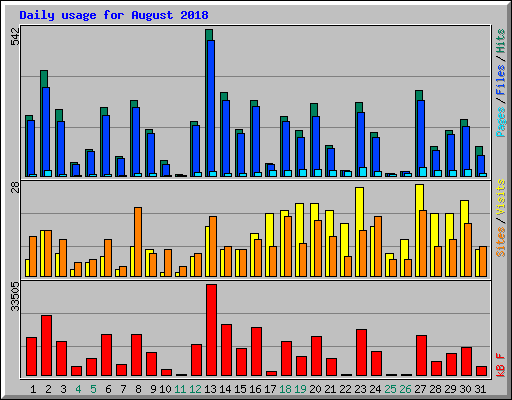 Daily usage for August 2018
542
Pages / Files / Hits
28
Sites / Visits
33505
kB F
1 2 3 4 5 6 7 8 9 10 11 12 13 14 15 16 17 18 19 20 21 22 23 24 25 26 27 28 29 30 31